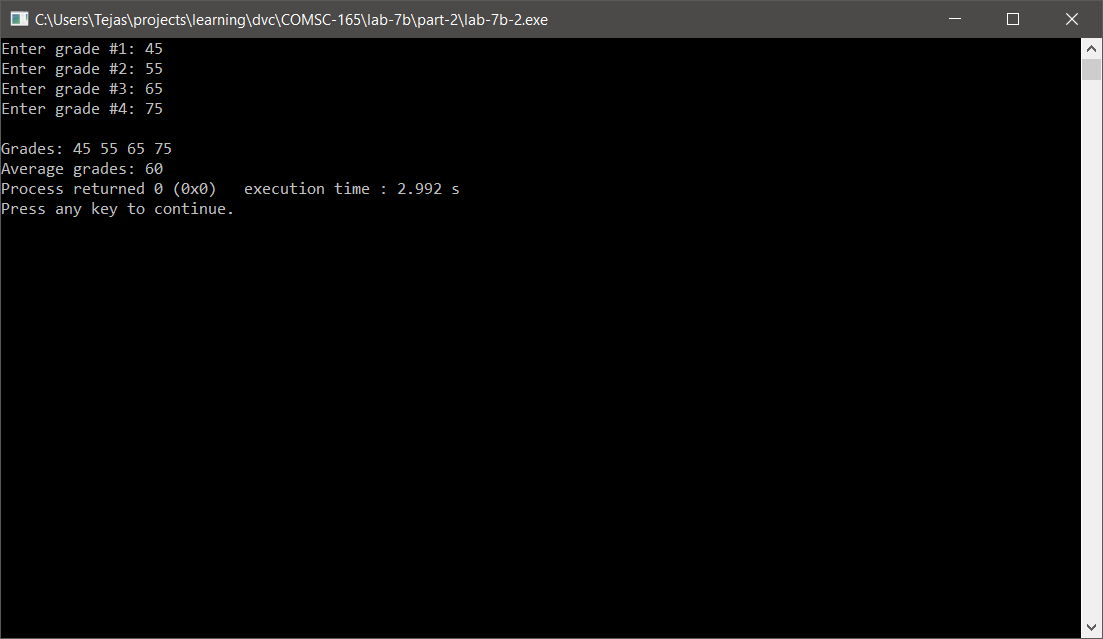 C:\Users\Tejas\projects\learning\dvc\COMSC-165\lab-7b\part-2\lab-7b-2.exe
Enter grade #1: 45
Enter grade #2: 55
Enter grade #3: 65
Enter grade #4: 75
Grades: 45 55 65 75
Average grades: 60
Process returned 0 (0x0)   execution time : 2.992 s
Press any key to continue.